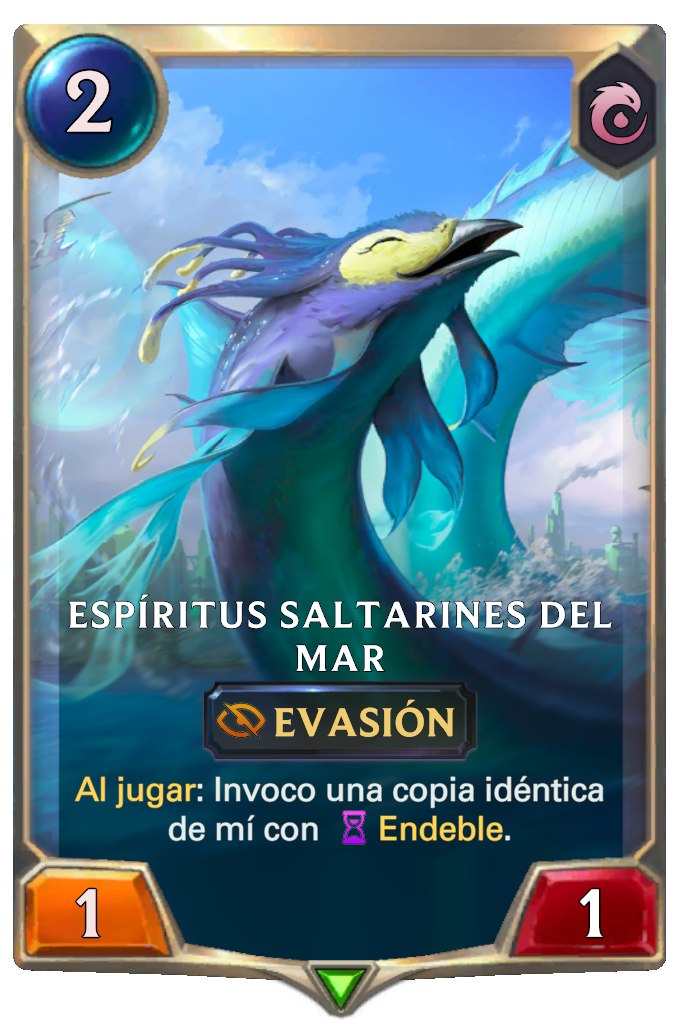 2
ESPÍRITUS SALTARINES DEL
MAR
EVASIÓN
Al jugar: Invoco una copia idéntica
de mí con Endeble.
1
1